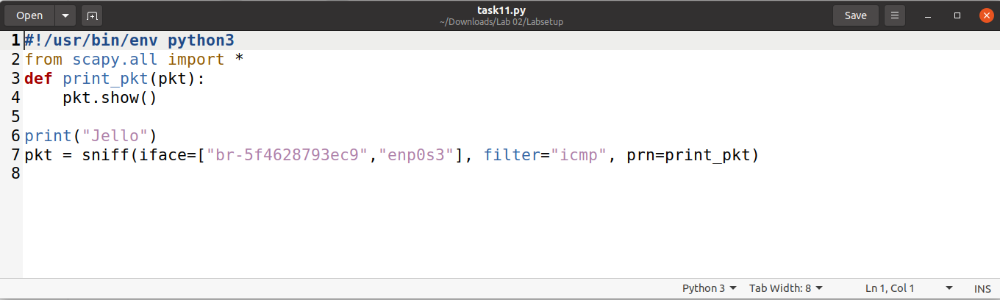 Open
task11.py
~/Downloads/Lab 02/Labsetup
Save
1 #!/usr/bin/env python3
2 from scapy.all import *
3 def print_pkt(pkt):
4     pkt.show()
5
6 print("Jello")
7 pkt = sniff(iface=["br-5f4628793ec9","enp0s3"], filter="icmp", prn=print_pkt)
8
Python 3 Tab Width: 8 Ln 1, Col 1 INS